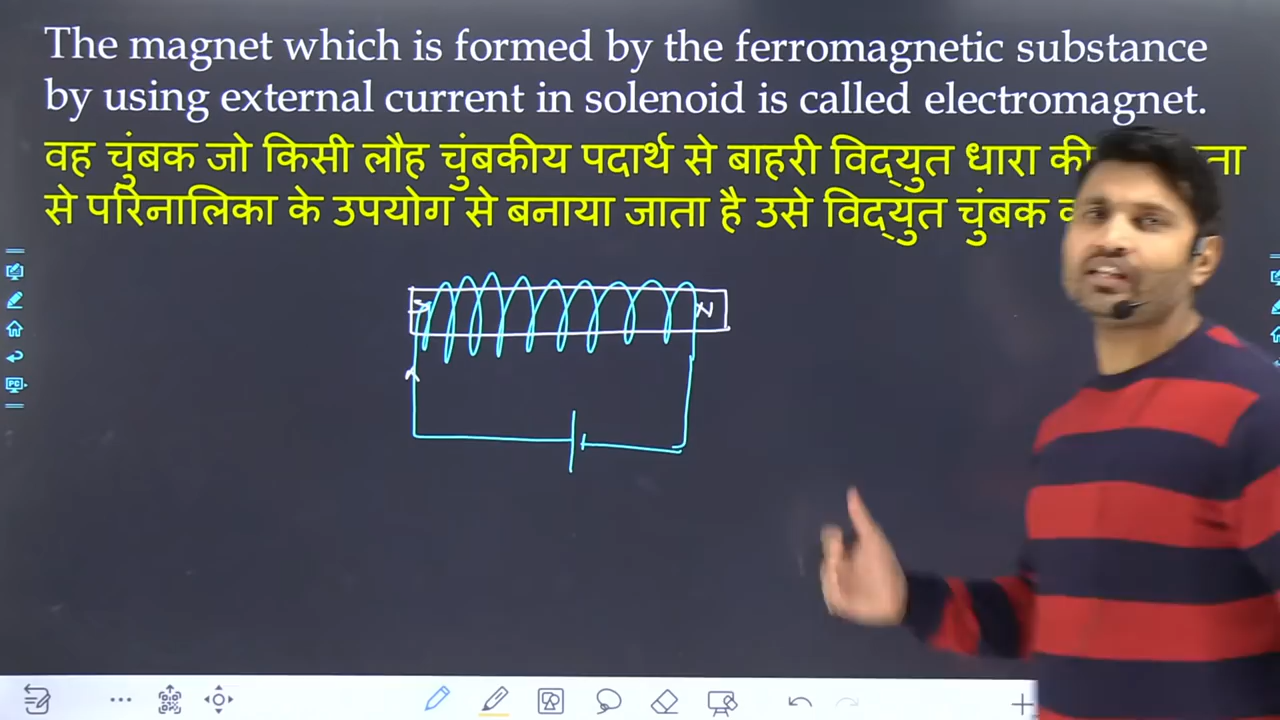 The magnet which is formed by the ferromagnetic substance
by using external current in solenoid is called electromagnet.
वह चुंबक जो किसी लौह चुंबकीय पदार्थ से बाहरी विद्युत धारा की
से परिनालिका के उपयोग से बनाया जाता है उसे विद्युत चुंबक
N
PC